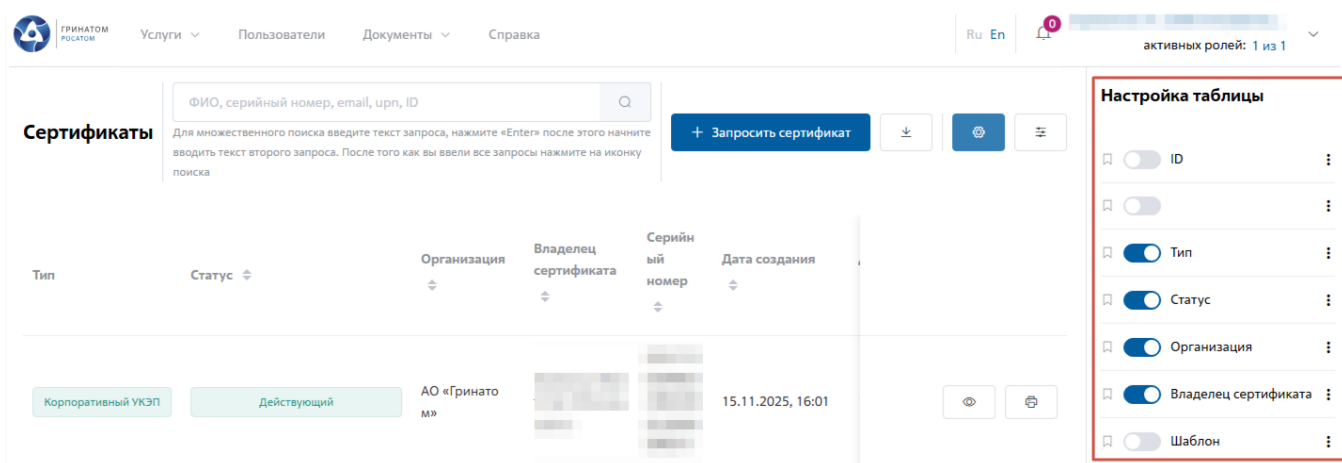 ГРИНАТОМ
РОСАТОМ
Услуги
Пользователи
Документы
Справка
Ru En
0
активных ролей: 1 из 1
Сертификаты
ФИО, серийный номер, email, upn, ID
Для множественного поиска введите текст запроса, нажмите «Enter» после этого начните
вводить текст второго запроса. После того как вы ввели все запросы нажмите на иконку
поиска
+ Запросить сертификат
Тип
Статус
Организация
Владелец
сертификата
Серийн
ый
номер
Дата создания
Корпоративный УКЭП
Действующий
АО «Гринато
м»
15.11.2025, 16:01
Настройка таблицы
ID
Тип
Статус
Организация
Владелец сертификата
Шаблон